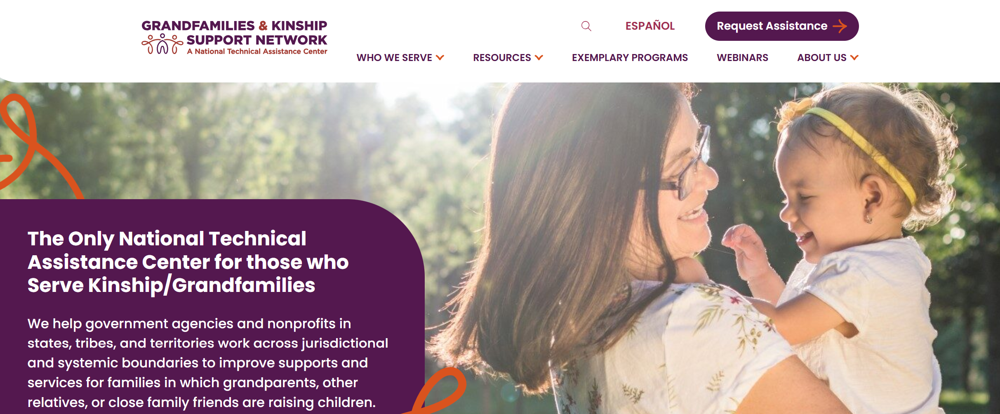 GRANDFAMILIES & KINSHIP
SUPPORT NETWORK
A National Technical Assistance Center
ESPAÑOL
Request Assistance
WHO WE SERVE
RESOURCES
EXEMPLARY PROGRAMS
WEBINARS
ABOUT US
The Only National Technical
Assistance Center for those who
Serve Kinship/Grandfamilies
We help government agencies and nonprofits in
states, tribes, and territories work across jurisdictional
and systemic boundaries to improve supports and
services for families in which grandparents, other
relatives, or close family friends are raising children.